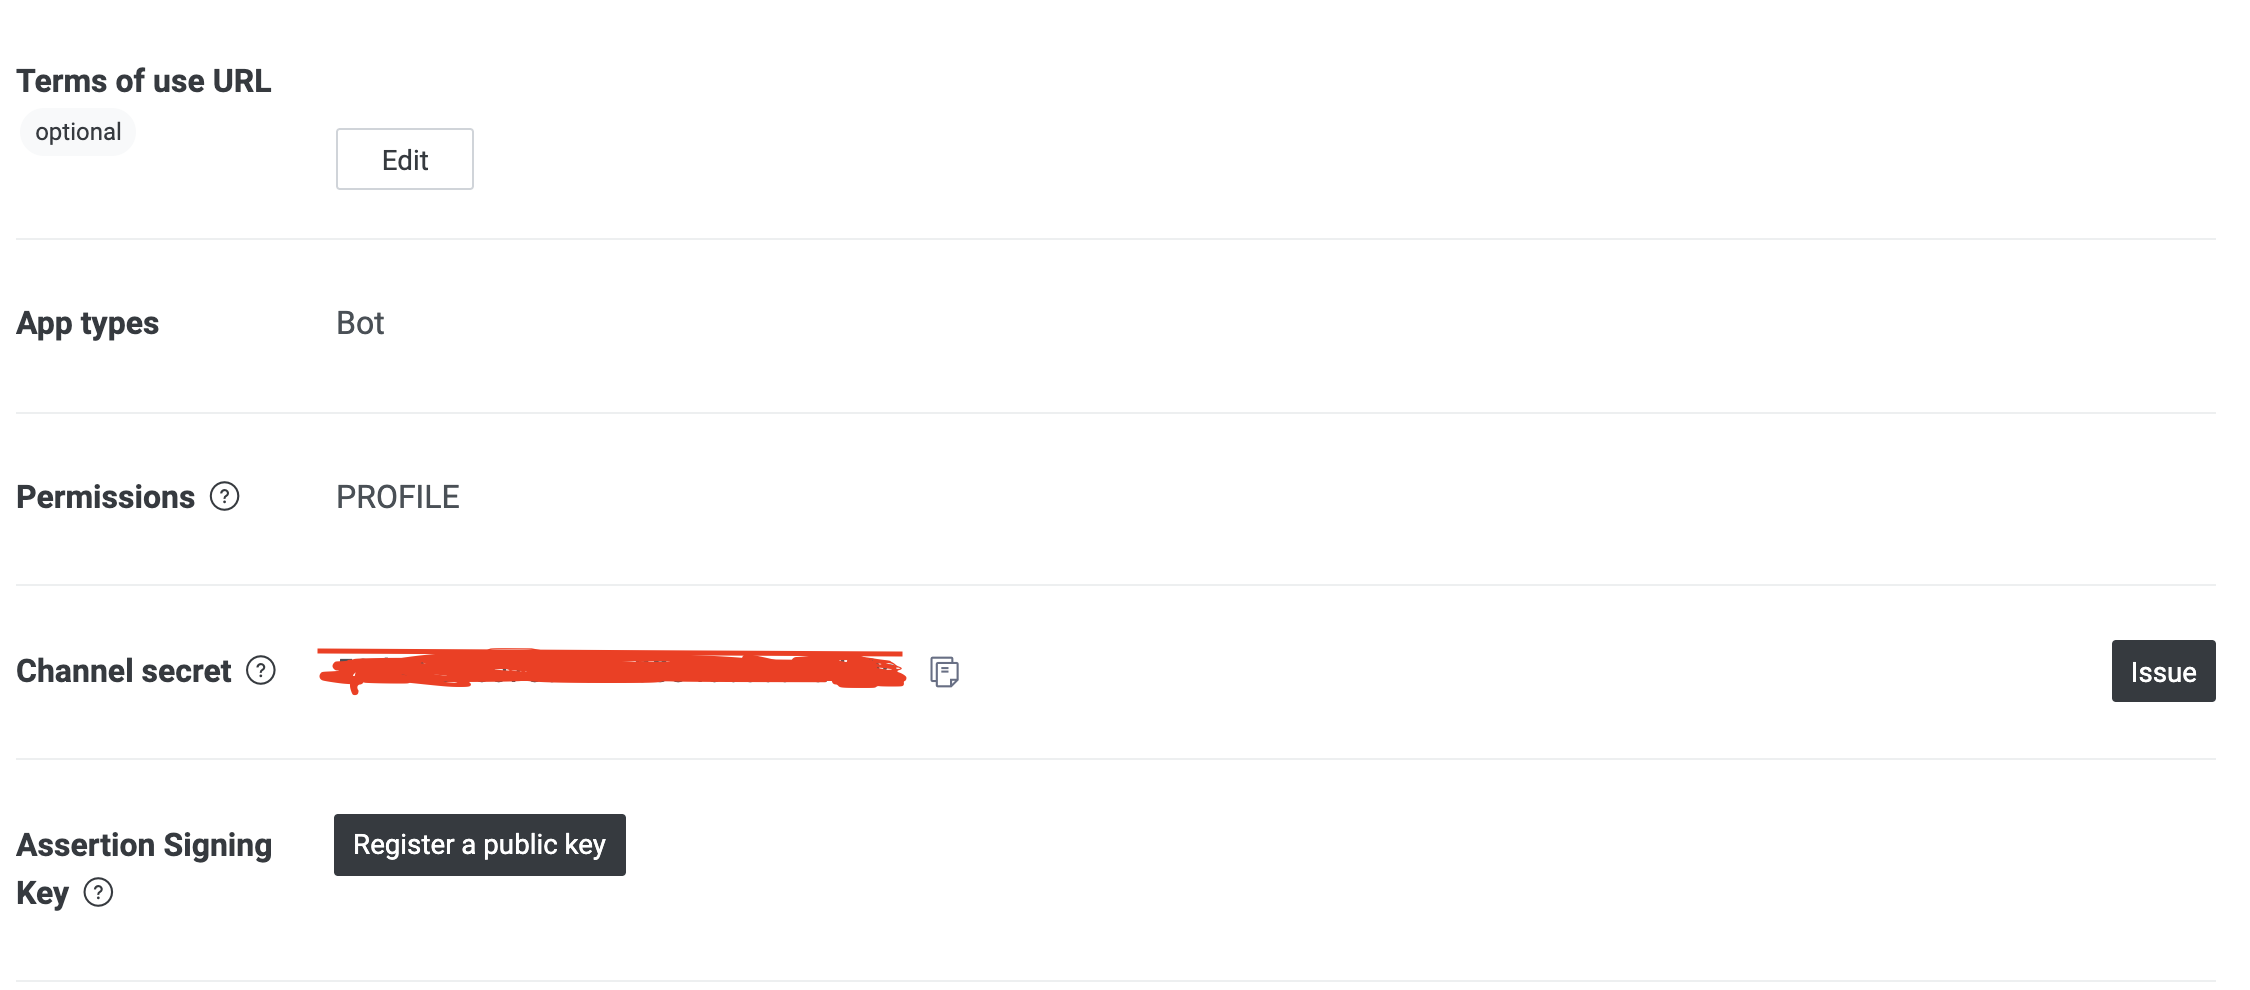 Terms of use URL
optional
Edit
App types
Bot
Permissions ?
PROFILE
Channel secret ?
Issue
Assertion Signing
Key ?
Register a public key